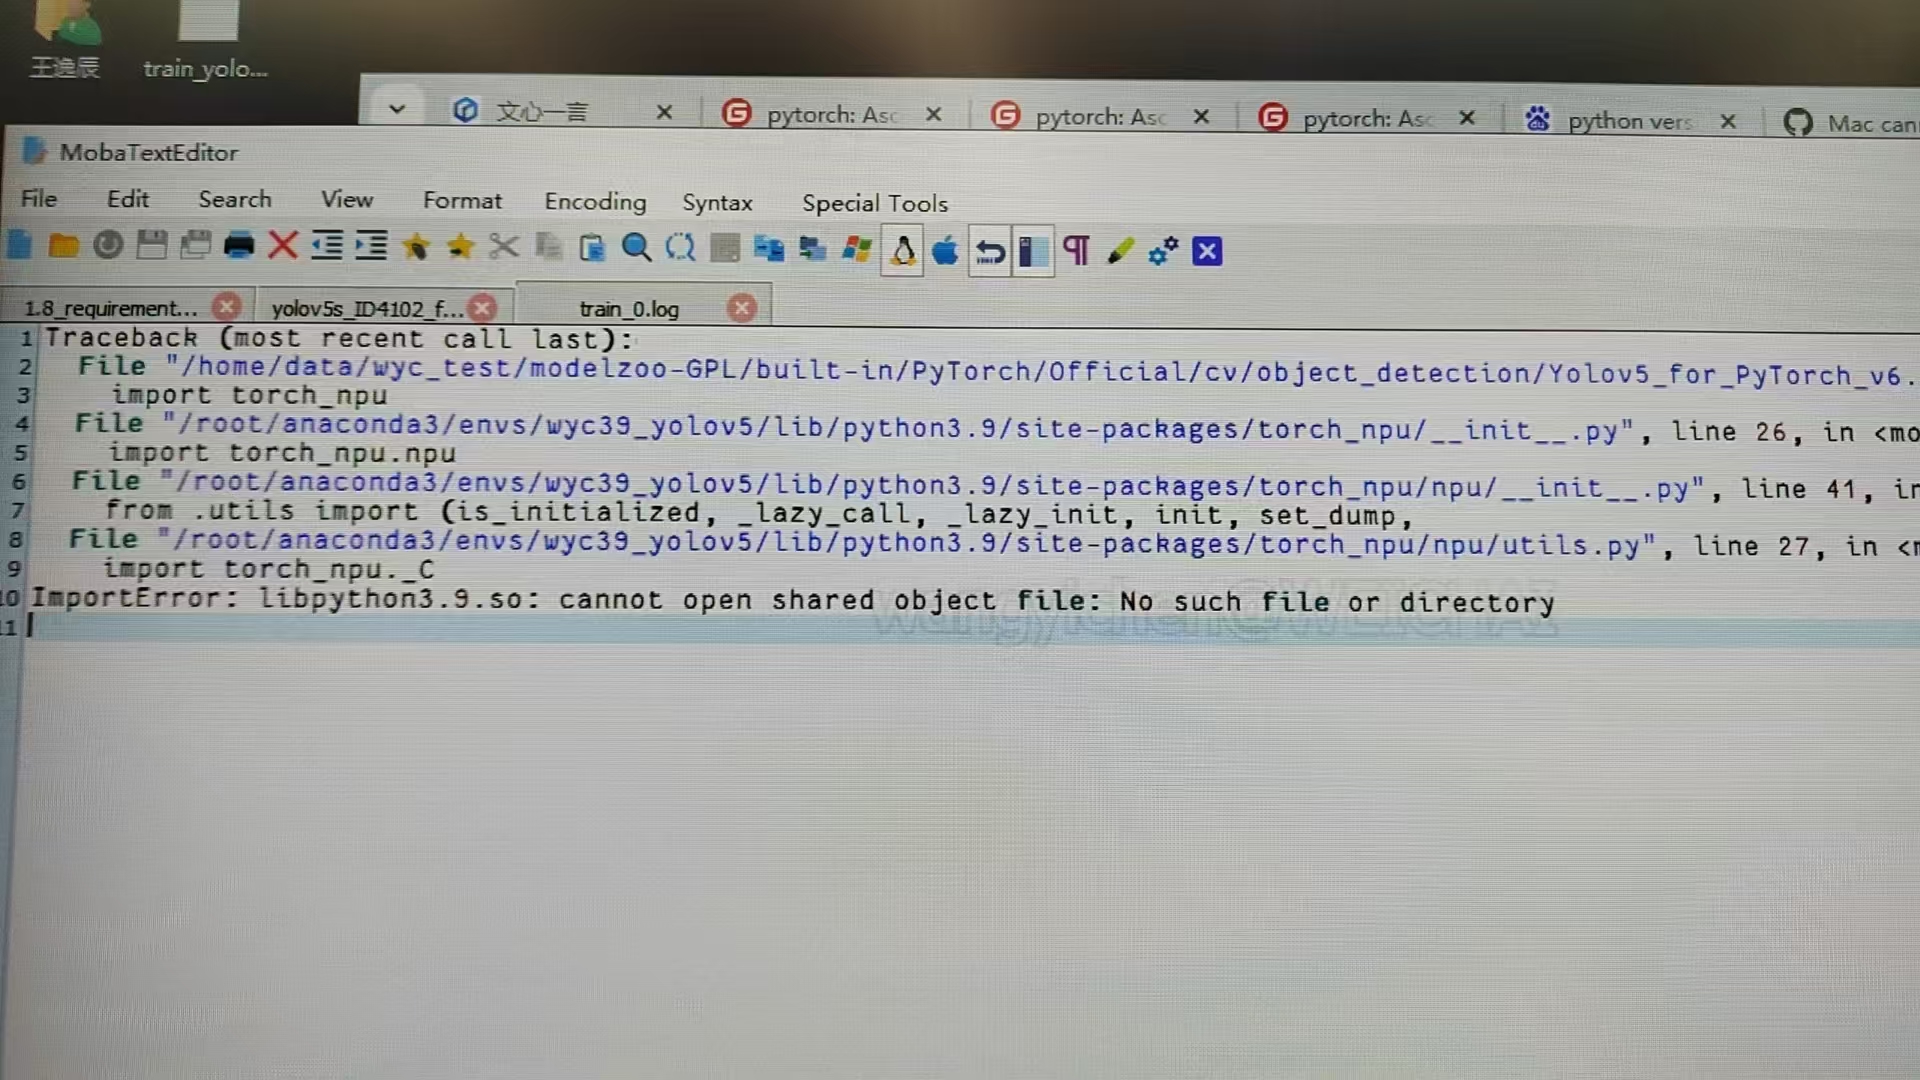 王逸辰
train_yolo...
文心一言
pytorch: Asc
pytorch: Asc
pytorch: Asc
python vers
Mac can
MobaTextEditor
File Edit Search View Format Encoding Syntax Special Tools
1.8_requirement... yolov5s_ID4102_f... train_0.log
1 Traceback (most recent call last):
2 File "/home/data/wyc_test/modelzoo-GPL/built-in/PyTorch/Official/cv/object_detection/Yolov5_for_PyTorch_v6.
3 import torch_npu
4 File "/root/anaconda3/envs/wyc39_yolov5/lib/python3.9/site-packages/torch_npu/__init__.py", line 26, in <mo
5 import torch_npu.npu
6 File "/root/anaconda3/envs/wyc39_yolov5/lib/python3.9/site-packages/torch_npu/npu/__init__.py", line 41, in
7 from .utils import (is_initialized, _lazy_call, _lazy_init, init, set_dump,
8 File "/root/anaconda3/envs/wyc39_yolov5/lib/python3.9/site-packages/torch_npu/npu/utils.py", line 27, in <m
9 import torch_npu._C
10 ImportError: libpython3.9.so: cannot open shared object file: No such file or directory
11